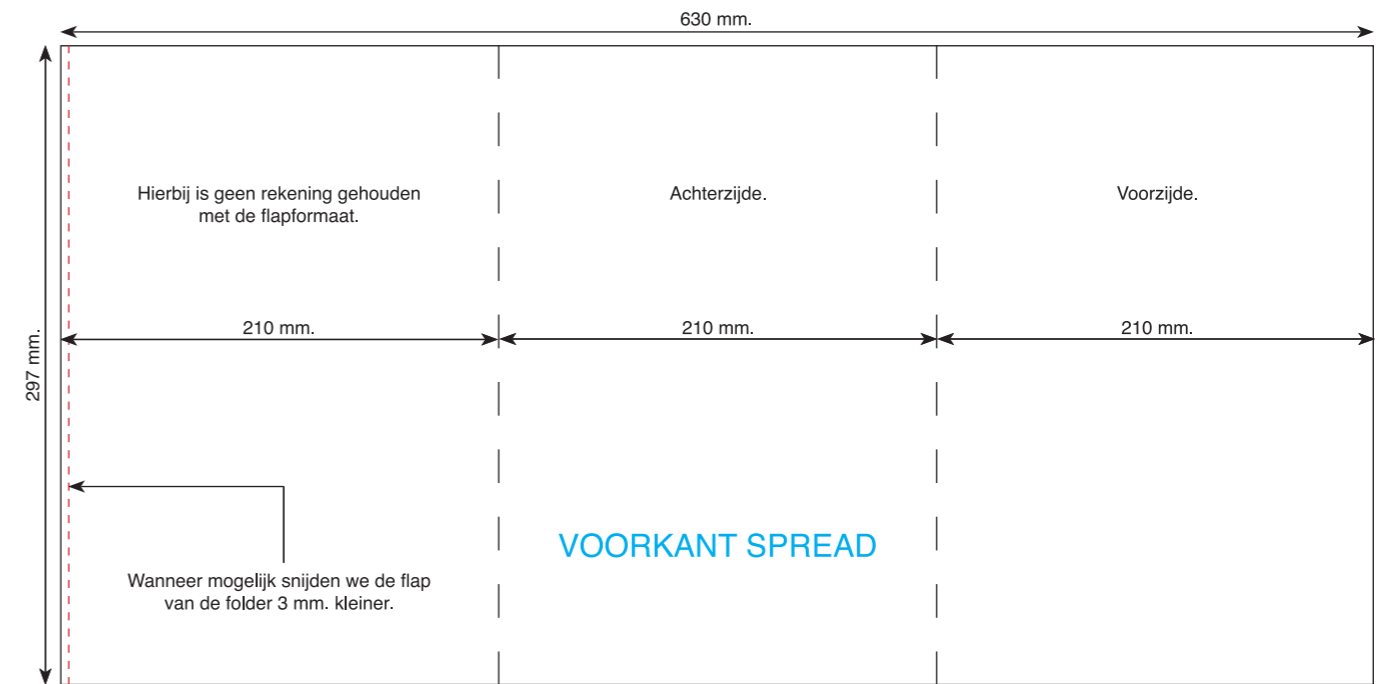 630 mm.
Hierbij is geen rekening gehouden
met de flapformaat.
Achterzijde.
Voorzijde.
210 mm.
210 mm.
210 mm.
297 mm.
VOORKANT SPREAD
Wanneer mogelijk snijden we de flap
van de folder 3 mm. kleiner.